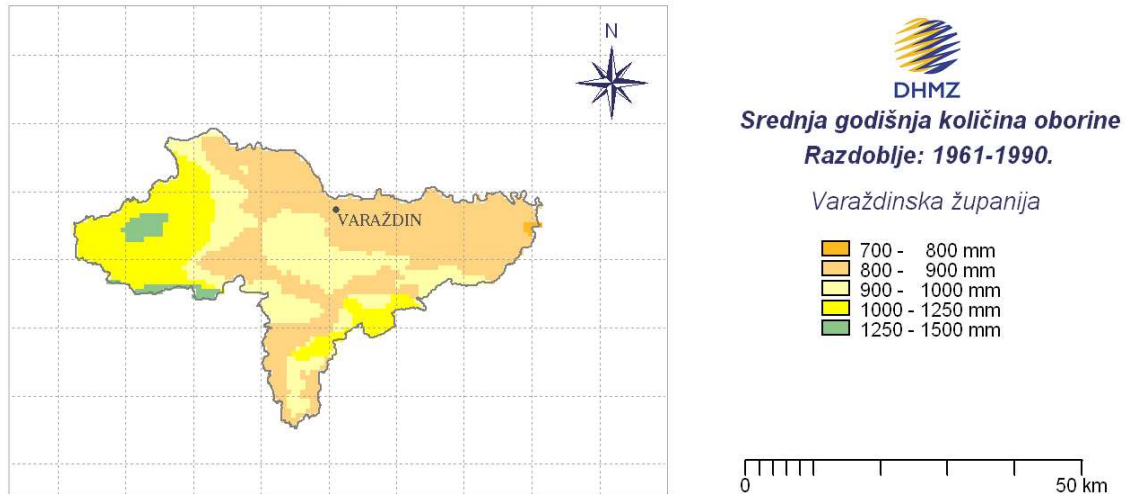 N
VARAŽDIN
DHMZ
Srednja godišnja količina oborine
Razdoblje: 1961-1990.
Varaždinska županija
700 - 800 mm
800 - 900 mm
900 - 1000 mm
1000 - 1250 mm
1250 - 1500 mm
0 50 km